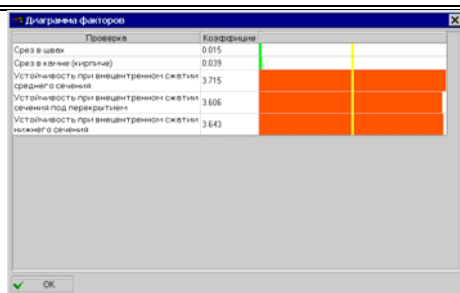 Диаграмма факторов
Проверка Коэффицие
Срез в швах 0.015
Срез в камне (кирпиче) 0.039
Устойчивость при внецентренном сжатии
среднего сечения 3.715
Устойчивость при внецентренном сжатии
сечения под перекрытием 3.606
Устойчивость при внецентренном сжатии
нижнего сечения 3.643
OK